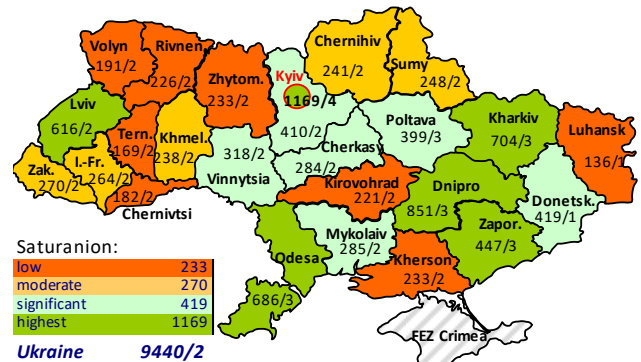 Volyn
191/2
Rivnen.
226/2
Zhytom.
233/2
Kyiv
1169/4
410/2
Chernihiv
241/2
Sumy
248/2
Lviv
616/2
Tern.
169/2
Khmel.
238/2
318/2
Vinnytsia
Cherkasy
284/2
Poltava
399/3
Kharkiv
704/3
Luhansk
136/1
Zak.
270/2
I.-Fr.
264/2
182/2
Chernivtsi
Kirovohrad
221/2
Dnipro
851/3
Donetsk.
419/1
Zapor.
447/3
Mykolaiv
285/2
Odesa
686/3
Kherson
233/2
FEZ Crimea
Saturanion:
low 233
moderate 270
significant 419
highest 1169
Ukraine 9440/2